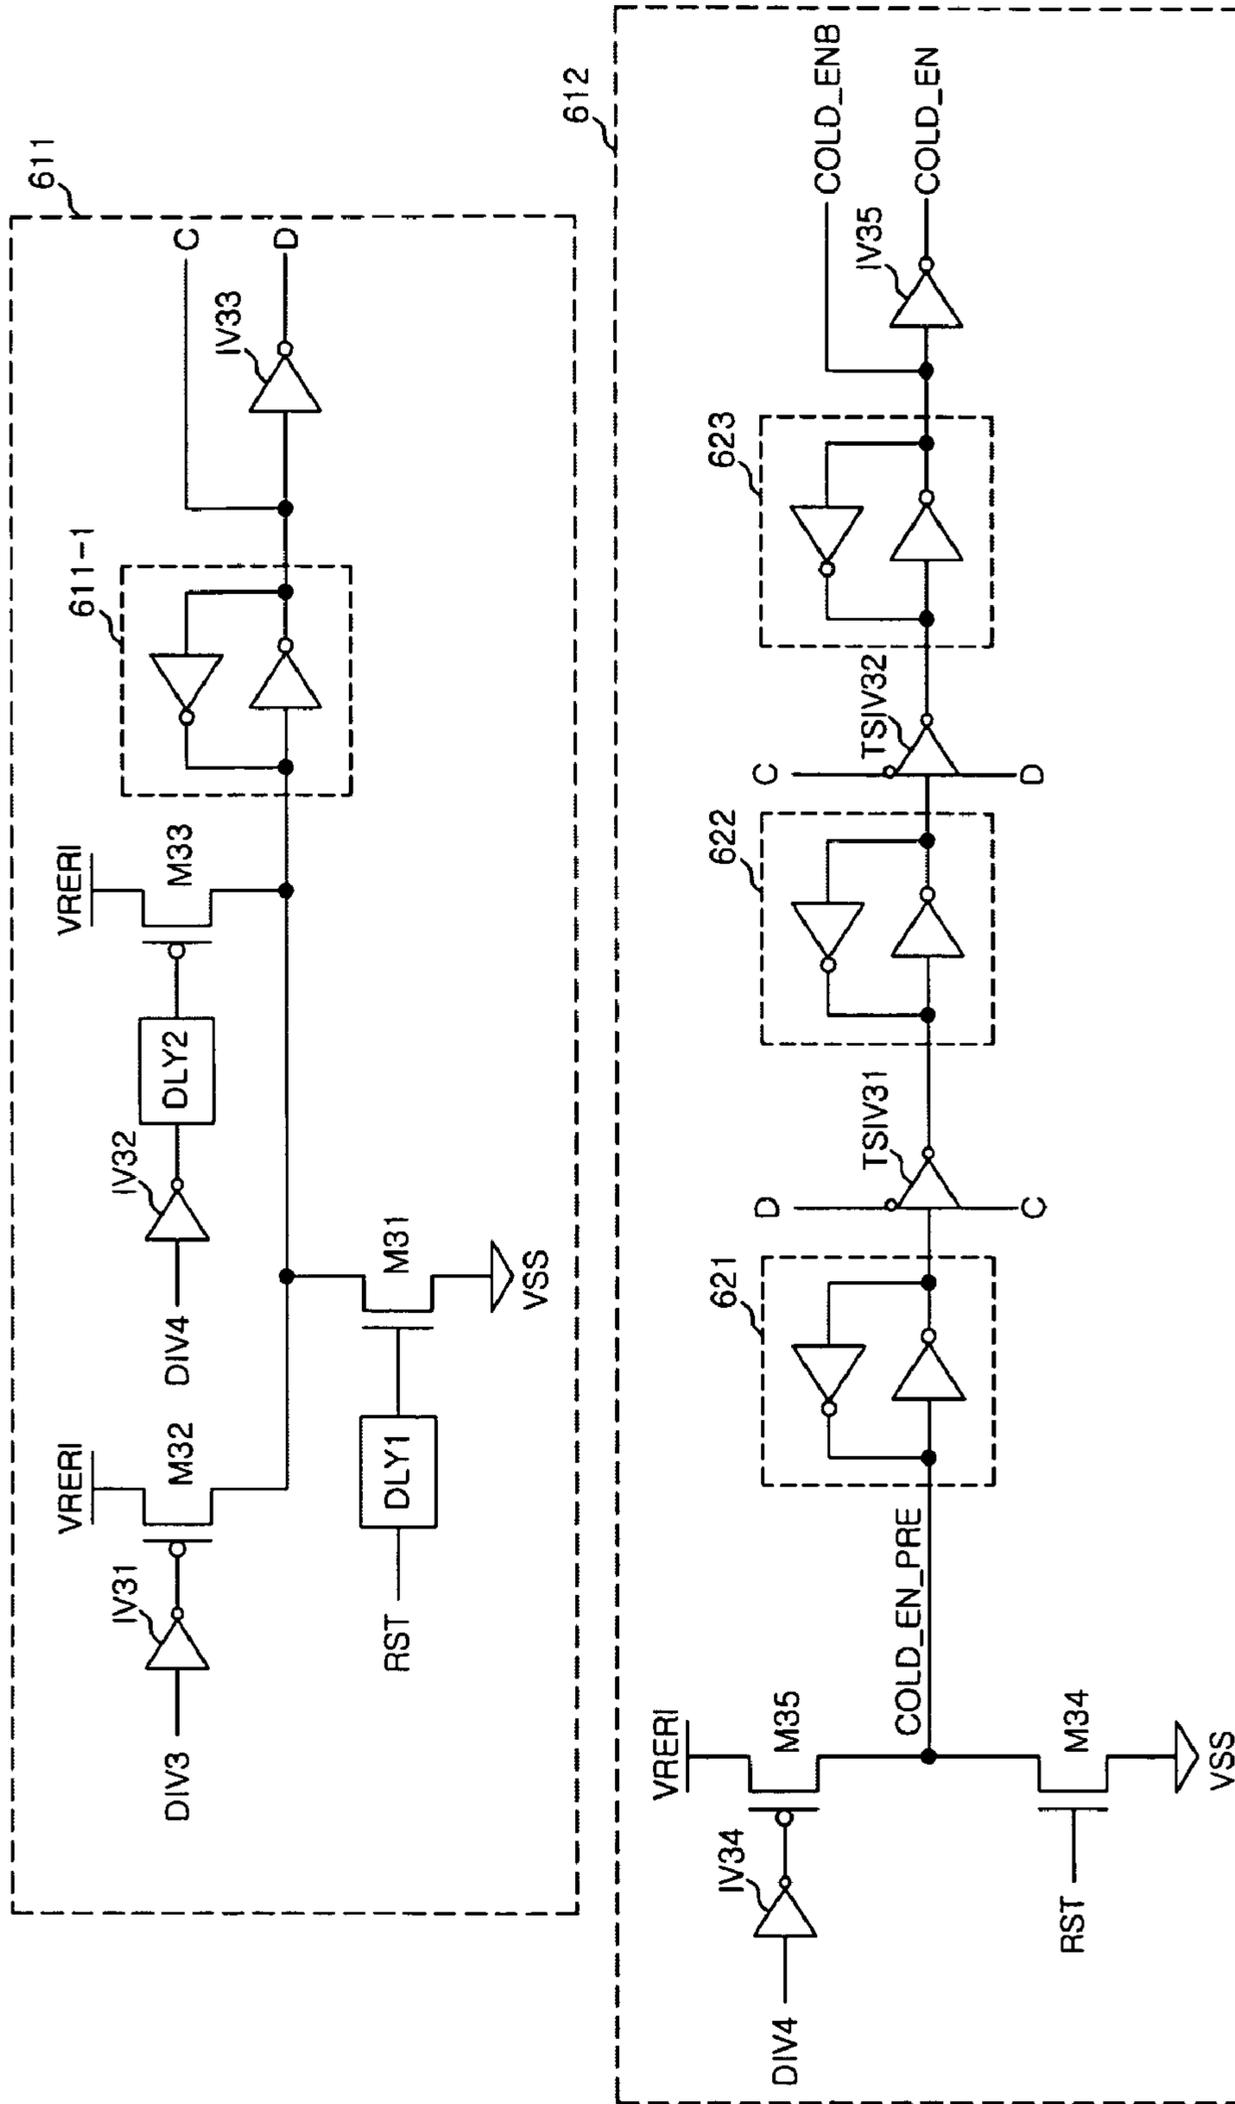 611
VRERI
VRERI
IV31
M32
IV32
DLY2
M33
611-1
C
DIV3
DIV4
IV33
D
RST
DLY1
M31
VSS
612
VRERI
IV34
M35
DIV4
COLD_EN_PRE
621
D
TSIV31
C
622
C
TSIV32
D
623
COLD_ENB
IV35
COLD_EN
RST
M34
VSS